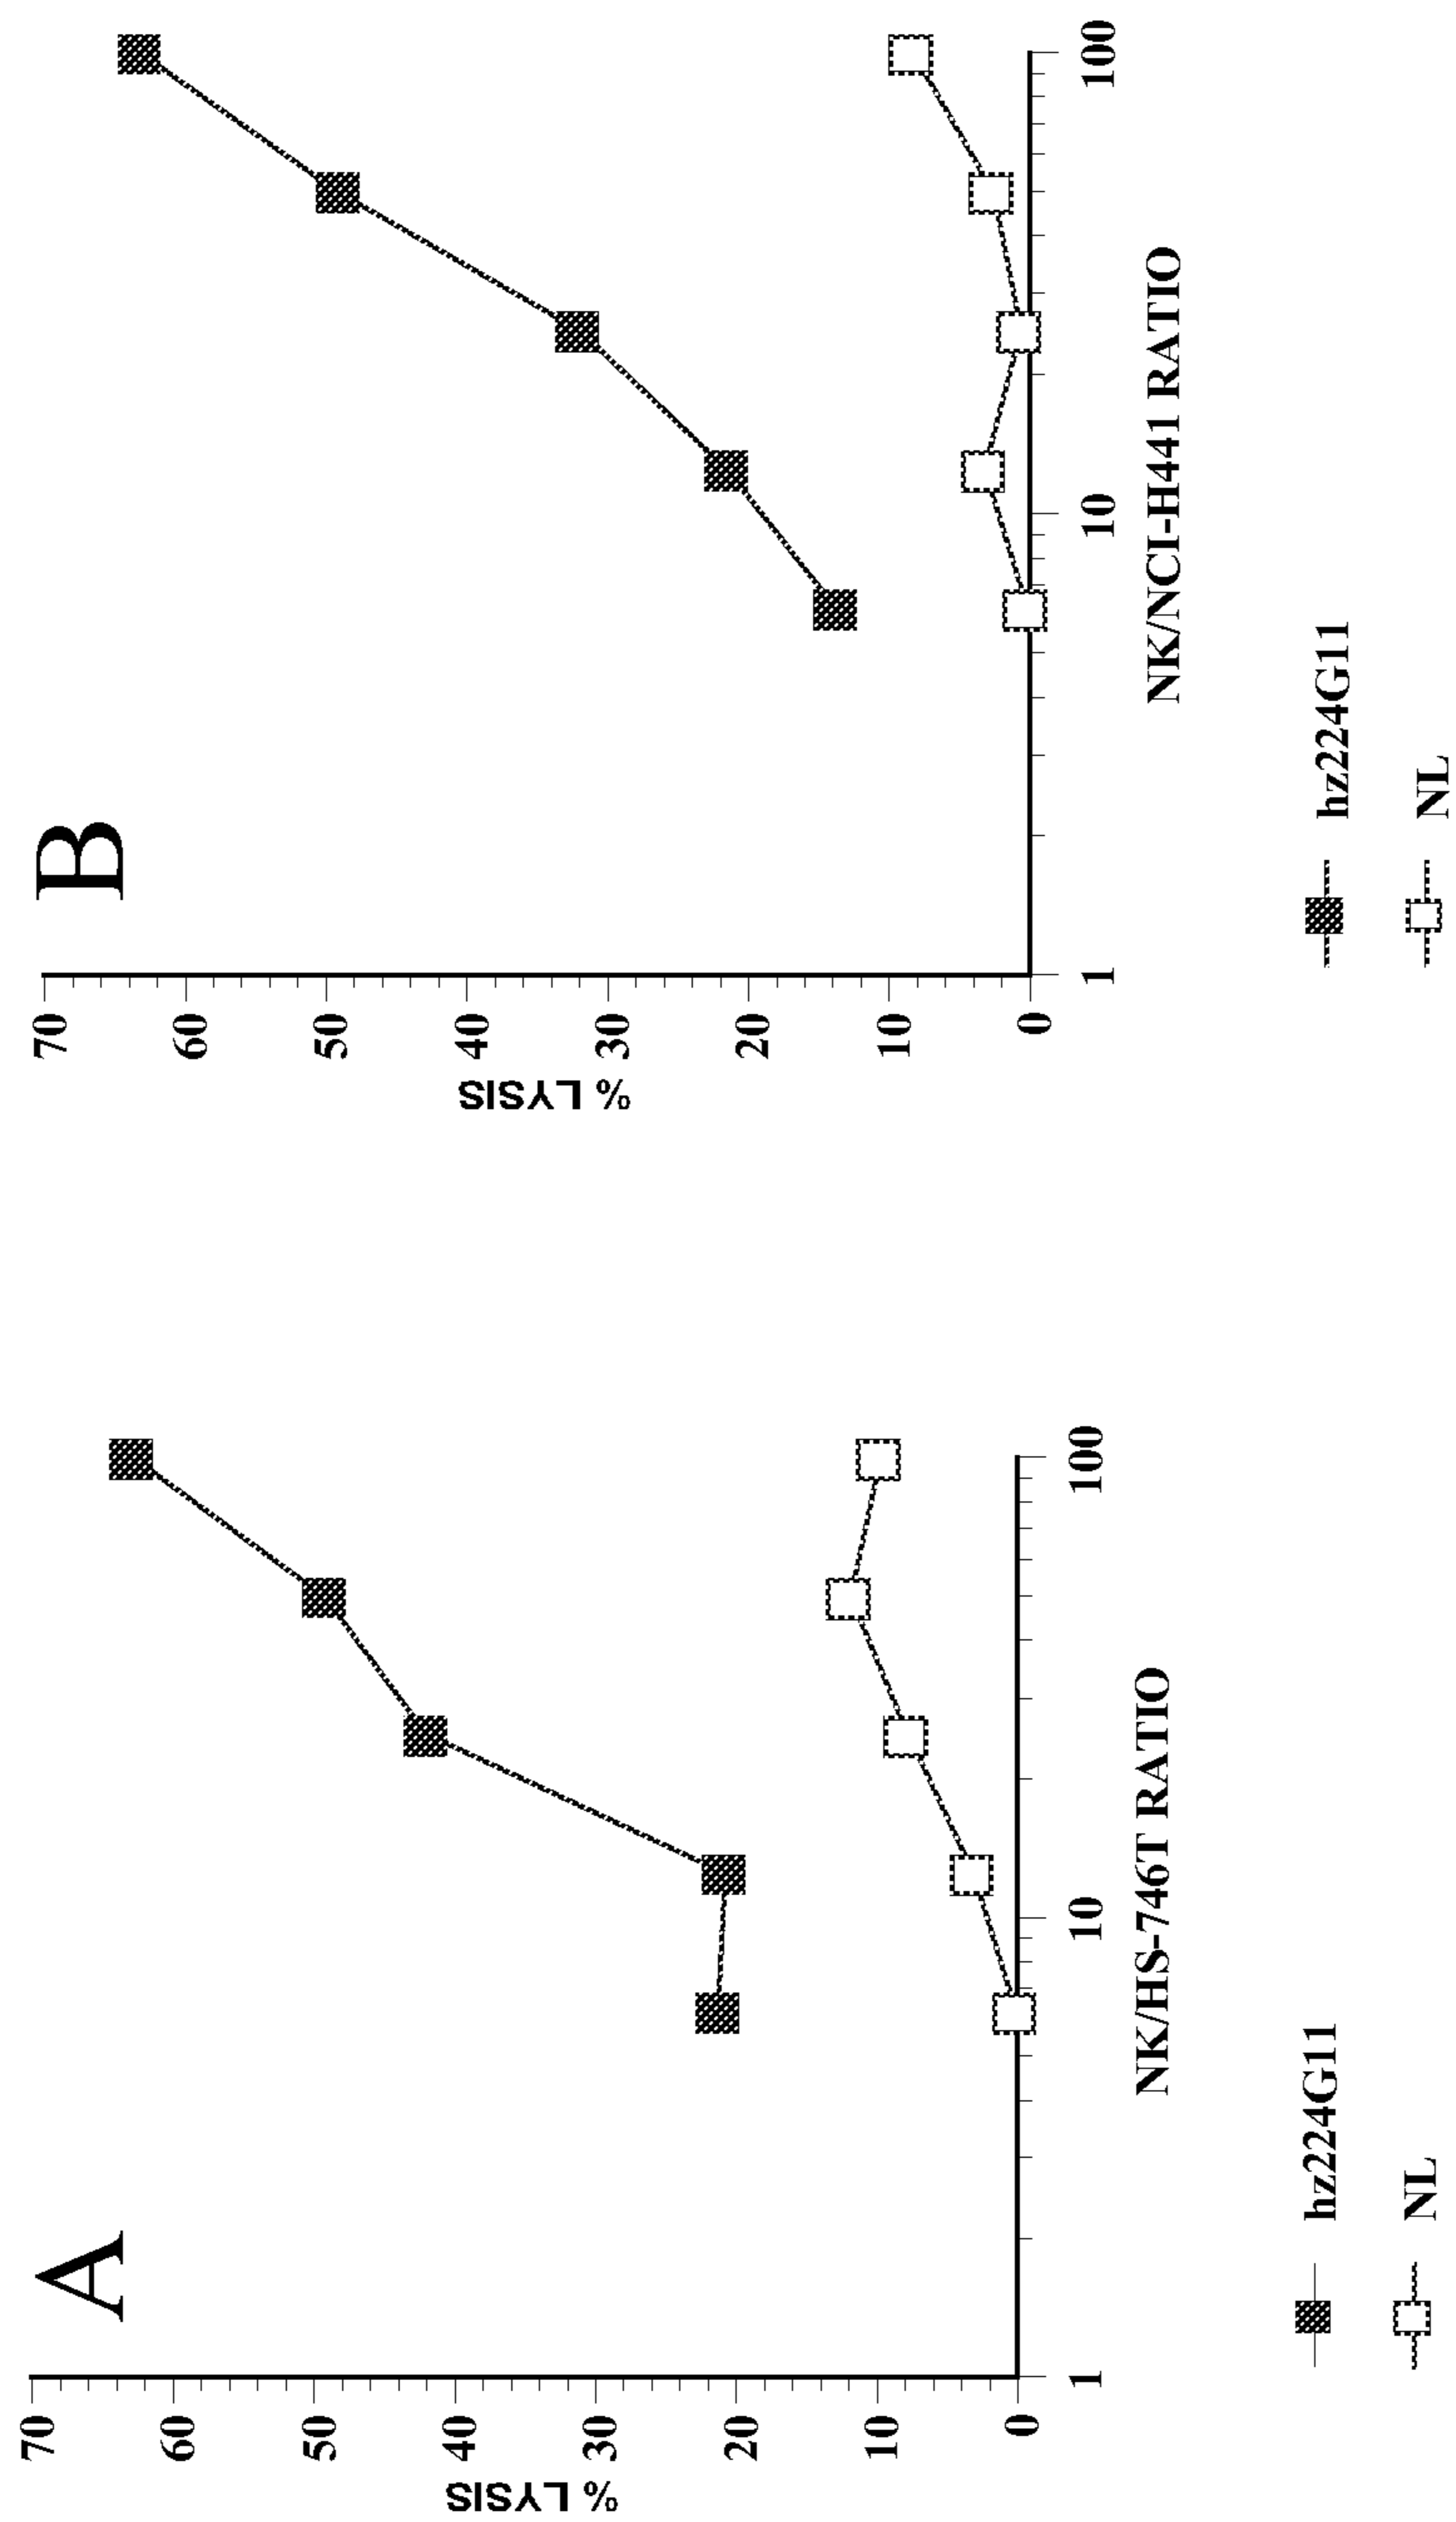 A
% LYSIS
70
60
50
40
30
20
10
0
1
10
100
NK/HS-746T RATIO
hz224G11
NL
B
% LYSIS
70
60
50
40
30
20
10
0
1
10
100
NK/NCI-H441 RATIO
hz224G11
NL